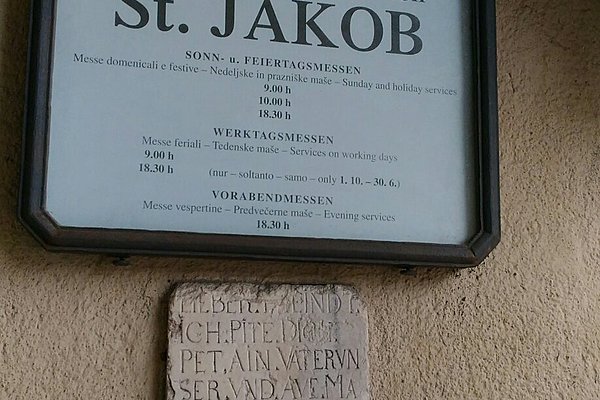 St. JAKOB
SONN- u. FEIERTAGSMESSEN
Messe domenicali e festive – Nedeljske in prazniške maše – Sunday and holiday services
9.00 h
10.00 h
18.30 h
WERKTAGSMESSEN
Messe feriali – Tedenske maše – Services on working days
9.00 h
18.30 h (nur – soltanto – samo – only 1. 10. – 30. 6.)
VORABENDMESSEN
Messe vespertine – Predvečerne maše – Evening services
18.30 h
ICH. PITE.
PET. AIN. VATERVN
SER. VND. AVE. MA